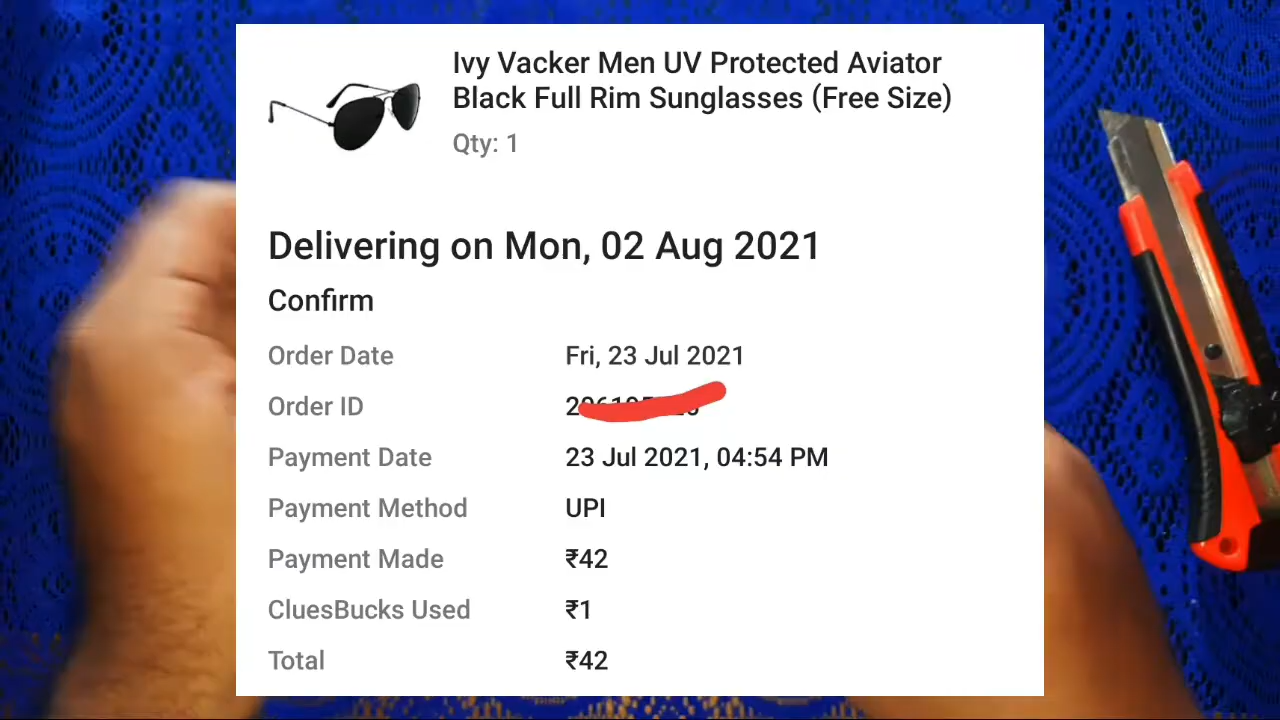 Ivy Vacker Men UV Protected Aviator
Black Full Rim Sunglasses (Free Size)
Qty: 1
Delivering on Mon, 02 Aug 2021
Confirm
Order Date Fri, 23 Jul 2021
Order ID
Payment Date 23 Jul 2021, 04:54 PM
Payment Method UPI
Payment Made ₹42
CluesBucks Used ₹1
Total ₹42